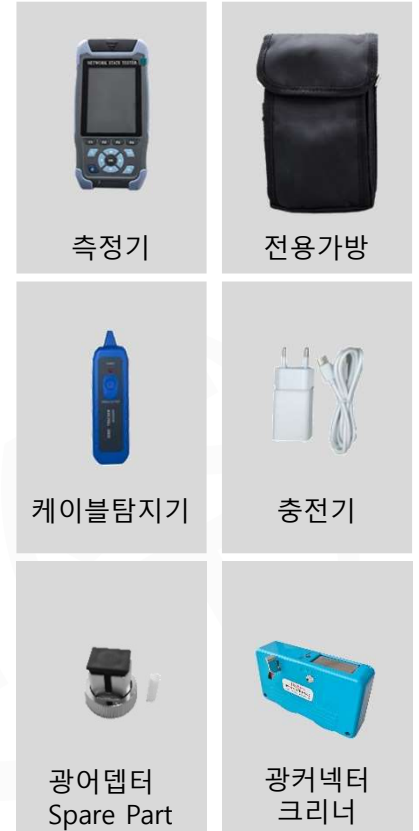 NETWORK STATE TESTER
측정기
전용가방
케이블탐지기
충전기
광어뎁터
Spare Part
광커넥터
크리너